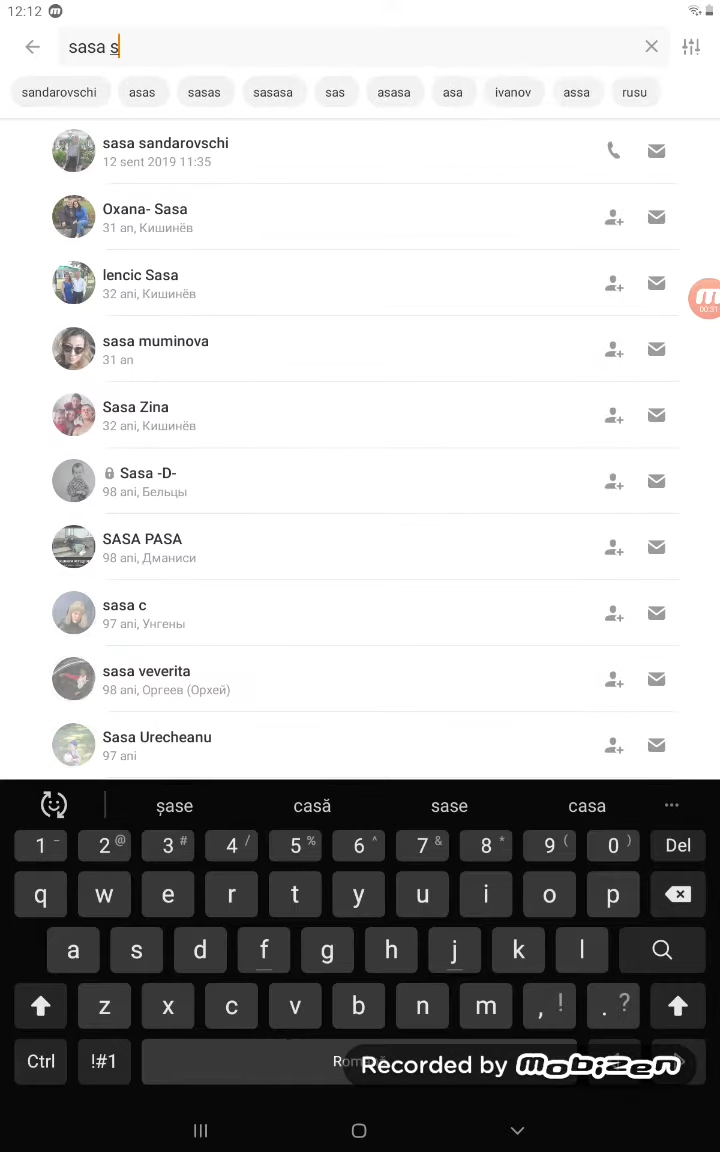 12:12
sasa s
sandarovschi asas sasas sasasa sas asasa asa ivanov assa rusu
sasa sandarovschi
12 sent 2019 11:35
Oxana- Sasa
31 an, Кишинёв
lencic Sasa
32 ani, Кишинёв
sasa muminova
31 an
Sasa Zina
32 ani, Кишинёв
Sasa -D-
98 ani, Бельцы
SASA PASA
98 ani, Дманиси
sasa c
97 ani, Унгены
sasa veverita
98 ani, Оргеев (Орхей)
Sasa Urecheanu
97 ani
00:31
șase casă sase casa ...
1 - 2 @ 3 # 4 / 5 % 6 ^ 7 & 8 * 9 ( 0 ) Del
q w e r t y u i o p
a s d f g h j k l
z x c v b n m , ! . ?
Ctrl !#1
Recorded by mobizen